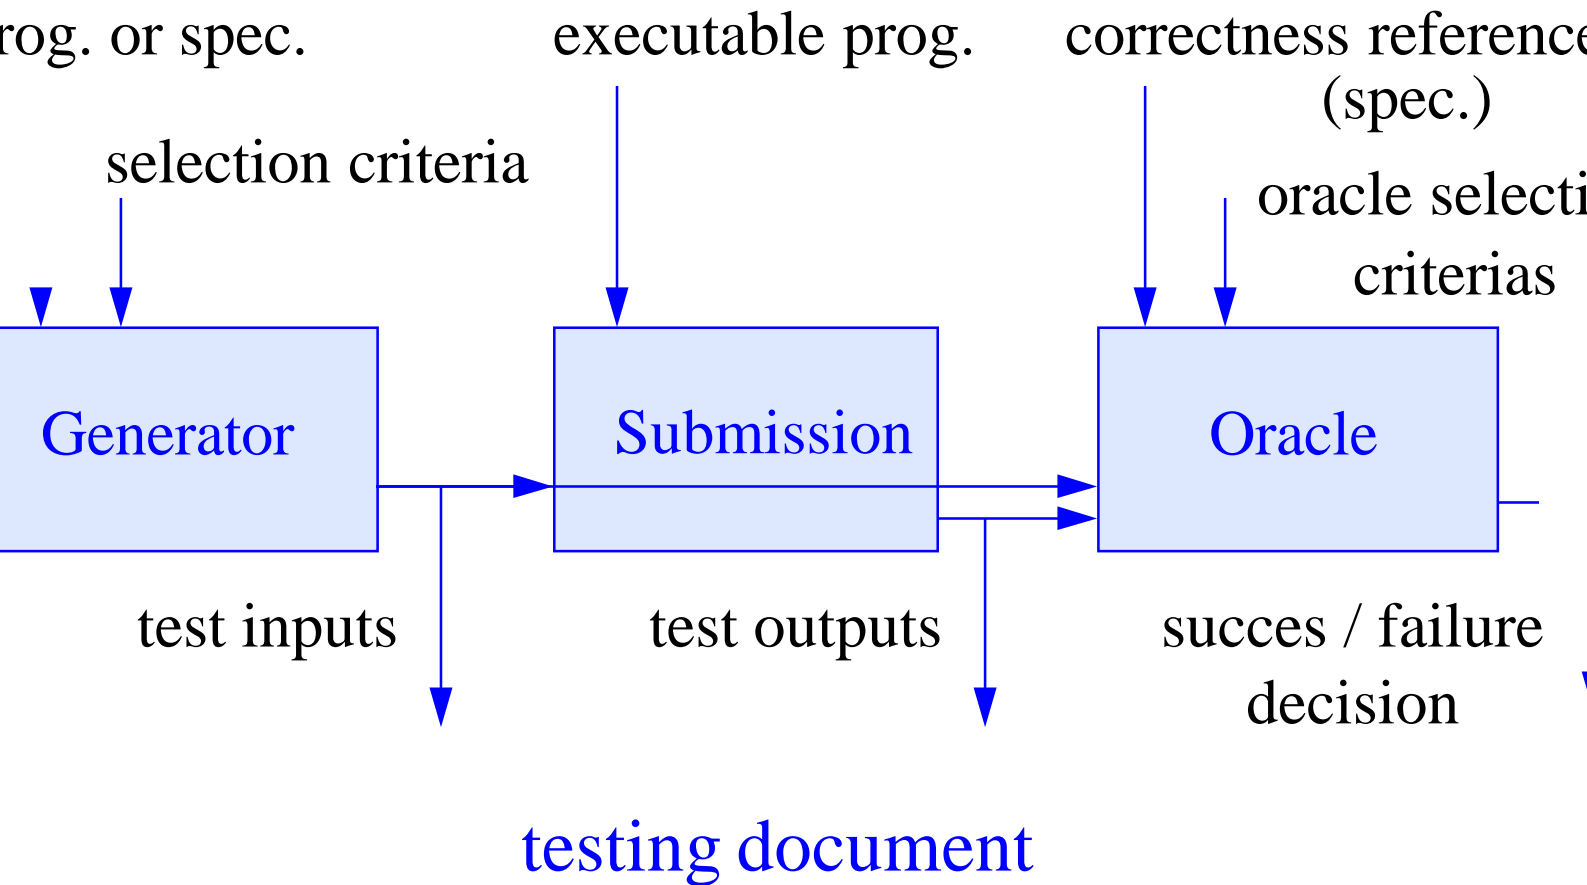 rog. or spec.
executable prog.
correctness reference
(spec.)
selection criteria
oracle selecti
criterias
Generator
Submission
Oracle
test inputs
test outputs
succes / failure
decision
testing document